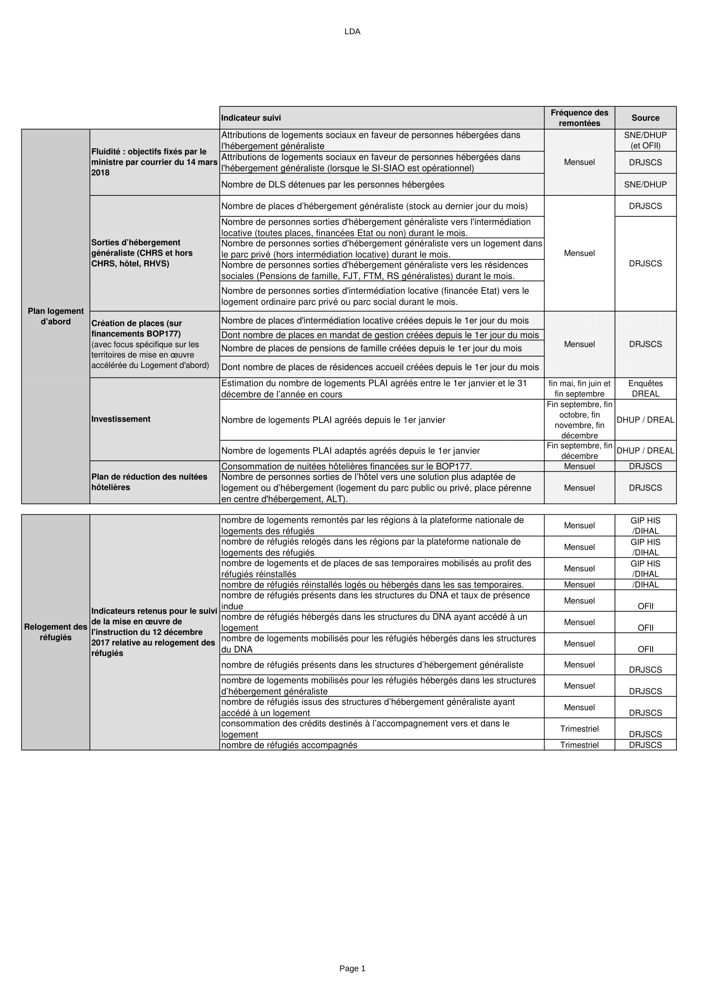 LDA
Indicateur suivi
Fréquence des
remontées
Source
Plan logement
d’abord
Fluidité : objectifs fixés par le
ministre par courrier du 14 mars
2018
Attributions de logements sociaux en faveur de personnes hébergées dans
l'hébergement généraliste
Attributions de logements sociaux en faveur de personnes hébergées dans
l'hébergement généraliste (lorsque le SI-SIAO est opérationnel)
Nombre de DLS détenues par les personnes hébergées
Mensuel
SNE/DHUP
(et OFII)
DRJSCS
SNE/DHUP
Sorties d’hébergement
généraliste (CHRS et hors
CHRS, hôtel, RHVS)
Nombre de places d’hébergement généraliste (stock au dernier jour du mois)
Nombre de personnes sorties d'hébergement généraliste vers l'intermédiation
locative (toutes places, financées Etat ou non) durant le mois.
Nombre de personnes sorties d’hébergement généraliste vers un logement dans
le parc privé (hors intermédiation locative) durant le mois.
Nombre de personnes sorties d'hébergement généraliste vers les résidences
sociales (Pensions de famille, FJT, FTM, RS généralistes) durant le mois.
Nombre de personnes sorties d'intermédiation locative (financée Etat) vers le
logement ordinaire parc privé ou parc social durant le mois.
Mensuel
DRJSCS
DRJSCS
Création de places (sur
financements BOP177)
(avec focus spécifique sur les
territoires de mise en œuvre
accélérée du Logement d'abord)
Nombre de places d'intermédiation locative créées depuis le 1er jour du mois
Dont nombre de places en mandat de gestion créées depuis le 1er jour du mois
Nombre de places de pensions de famille créées depuis le 1er jour du mois
Dont nombre de places de résidences accueil créées depuis le 1er jour du mois
Mensuel
DRJSCS
Investissement
Estimation du nombre de logements PLAI agréés entre le 1er janvier et le 31
décembre de l’année en cours
fin mai, fin juin et
fin septembre
Enquêtes
DREAL
Nombre de logements PLAI agréés depuis le 1er janvier
Fin septembre, fin
octobre, fin
novembre, fin
décembre
DHUP / DREAL
Nombre de logements PLAI adaptés agréés depuis le 1er janvier
Fin septembre, fin
décembre
DHUP / DREAL
Plan de réduction des nuitées
hôtelières
Consommation de nuitées hôtelières financées sur le BOP177.
Mensuel
DRJSCS
Nombre de personnes sorties de l’hôtel vers une solution plus adaptée de
logement ou d’hébergement (logement du parc public ou privé, place pérenne
en centre d'hébergement, ALT).
Mensuel
DRJSCS
Relogement des
réfugiés
Indicateurs retenus pour le suivi
de la mise en œuvre de
l'instruction du 12 décembre
2017 relative au relogement des
réfugiés
nombre de logements remontés par les régions à la plateforme nationale de
logements des réfugiés
Mensuel
GIP HIS
/DIHAL
nombre de réfugiés relogés dans les régions par la plateforme nationale de
logements des réfugiés
Mensuel
GIP HIS
/DIHAL
nombre de logements et de places de sas temporaires mobilisés au profit des
réfugiés réinstallés
Mensuel
GIP HIS
/DIHAL
nombre de réfugiés réinstallés logés ou hébergés dans les sas temporaires.
Mensuel
/DIHAL
nombre de réfugiés présents dans les structures du DNA et taux de présence
indue
Mensuel
OFII
nombre de réfugiés hébergés dans les structures du DNA ayant accédé à un
logement
Mensuel
OFII
nombre de logements mobilisés pour les réfugiés hébergés dans les structures
du DNA
Mensuel
OFII
nombre de réfugiés présents dans les structures d’hébergement généraliste
Mensuel
DRJSCS
nombre de logements mobilisés pour les réfugiés hébergés dans les structures
d’hébergement généraliste
Mensuel
DRJSCS
nombre de réfugiés issus des structures d’hébergement généraliste ayant
accédé à un logement
Mensuel
DRJSCS
consommation des crédits destinés à l’accompagnement vers et dans le
logement
Trimestriel
DRJSCS
nombre de réfugiés accompagnés
Trimestriel
DRJSCS
Page 1